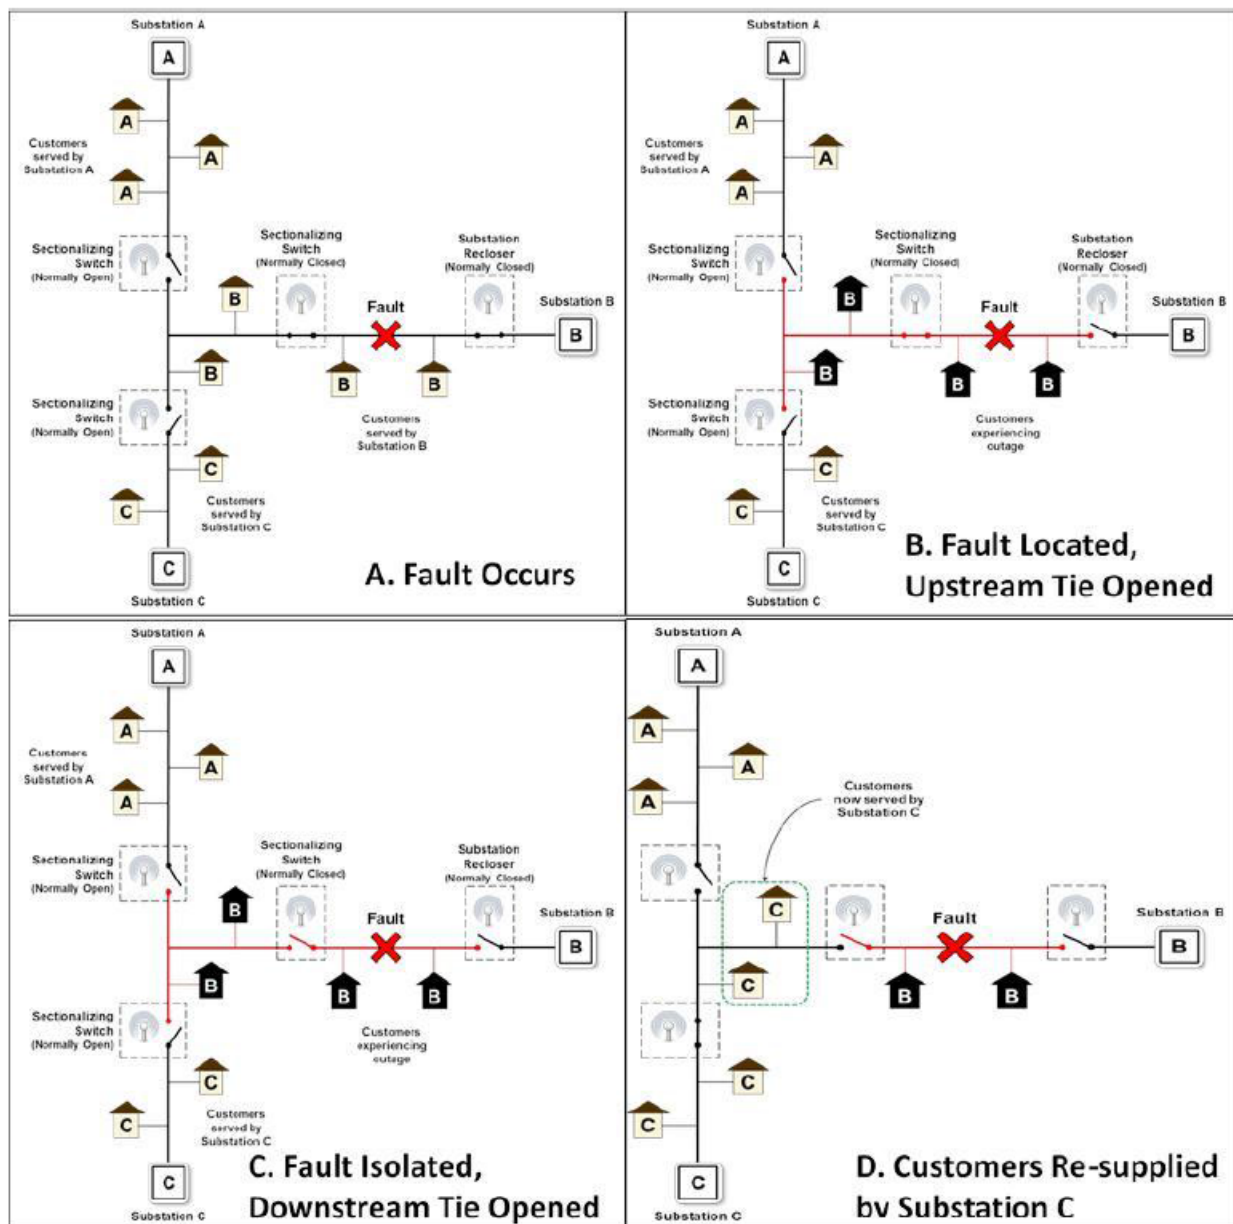 Substation A
A
A
Customers
served by
Substation A
A
A
Sectionalizing
Switch
(Normally Open)
Sectionalizing
Switch
(Normally Closed)
Substation
Recloser
(Normally Closed)
B
Fault
Substation B
B
Sectionalizing
Switch
(Normally Open)
B
B
B
Customers
served by
Substation B
C
C
Customers
served by
Substation C
C
Substation C
A. Fault Occurs
Substation A
A
A
Customers
served by
Substation A
A
A
Sectionalizing
Switch
(Normally Open)
Sectionalizing
Switch
(Normally Closed)
Substation
Recloser
(Normally Closed)
B
Fault
Substation B
B
Sectionalizing
Switch
(Normally Open)
B
B
B
Customers
experiencing
outage
C
C
Customers
served by
Substation C
C
Substation C
B. Fault Located,
Upstream Tie Opened
Substation A
A
A
Customers
served by
Substation A
A
A
Sectionalizing
Switch
(Normally Open)
Sectionalizing
Switch
(Normally Closed)
Substation
Recloser
(Normally Closed)
B
Fault
Substation B
B
Sectionalizing
Switch
(Normally Open)
B
B
B
Customers
experiencing
outage
C
C
Customers
served by
Substation C
C
Substation C
C. Fault Isolated,
Downstream Tie Opened
Substation A
A
A
A
A
Customers
now served by
Substation C
C
Fault
Substation B
B
C
B
B
C
C
C
Substation C
D. Customers Re-supplied
by Substation C